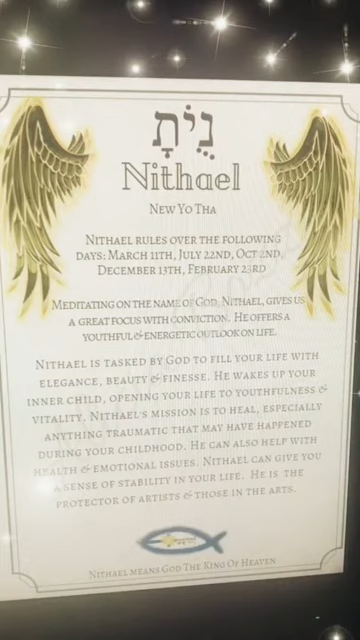 נֻיֹתָ
Nithael
New Yo Tha
Nithael rules over the following
days: March 11th, July 22nd, Oct 2nd,
December 13th, February 23rd
Meditating on the name of God, Nithael, gives us
a great focus with conviction. He offers a
youthful & energetic outlook on life.
Nithael is tasked by God to fill your life with
elegance, beauty & finesse. He wakes up your
inner child, opening your life to youthfulness &
vitality. Nithael's mission is to heal, especially
anything traumatic that may have happened
during your childhood. He can also help with
health & emotional issues. Nithael can give you
a sense of stability in your life. He is the
protector of artists & those in the arts.
Nithael means God The King Of Heaven